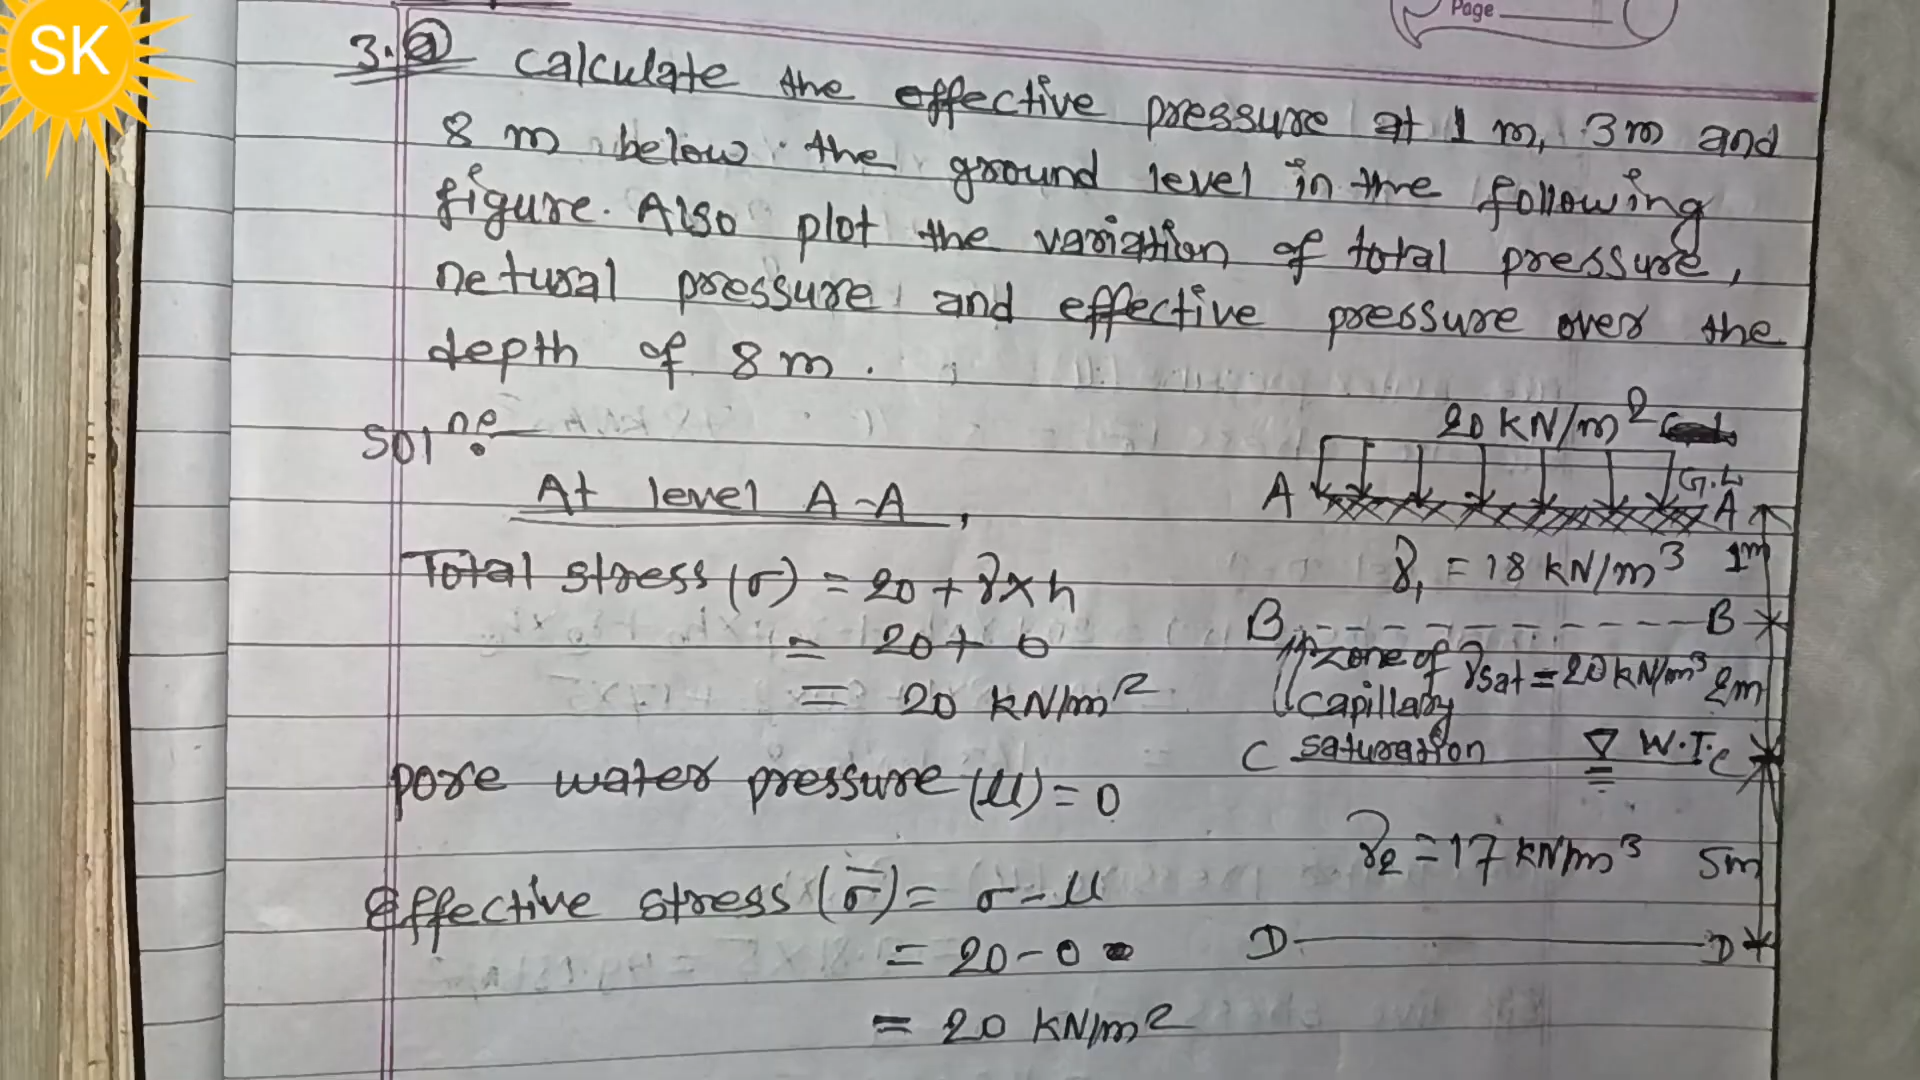 SK
Page
3. a calculate the effective pressure at 1 m, 3m and
8 m below the ground level in the following
figure. Also plot the variation of total pressure,
netural pressure and effective pressure over the
depth of 8 m.
Solnº
At level A-A,
Total stress (σ) = 20 + γ x h
= 20 + 0
= 20 kN/m2
pore water pressure (u) = 0
Effective stress (σ̄) = σ - u
= 20 - 0
= 20 kN/m2
20 kN/m2
G.L
A A
γ1 = 18 kN/m3 1m
B B
zone of γsat = 20 kN/m3 2m
capillary
saturation W.T.
C C
γ2 = 17 kN/m3 5m
D D